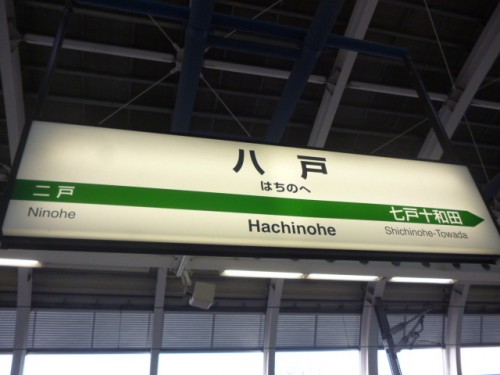 八戸
はちのへ
二戸
七戸十和田
Ninohe
Hachinohe
Shichinohe-Towada